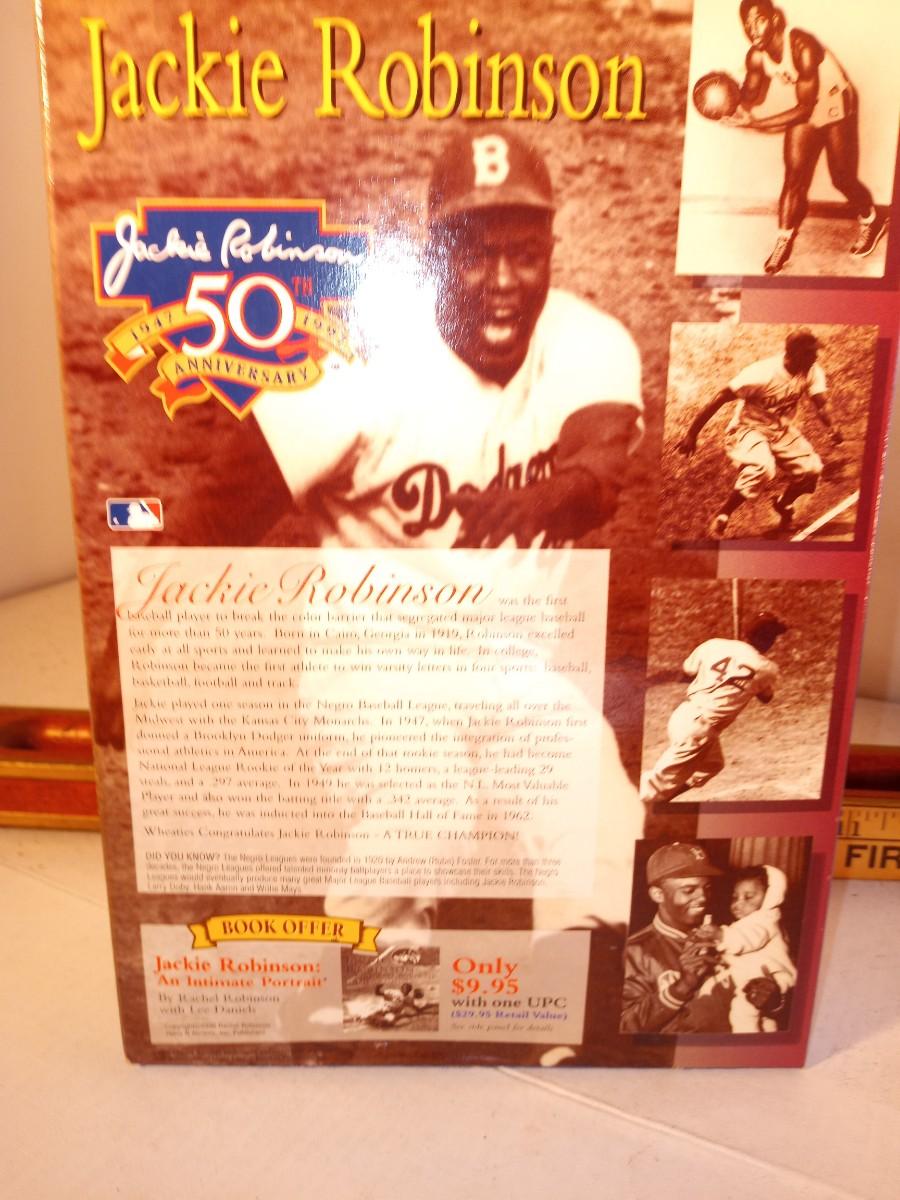 Jackie Robinson
B
Jackie Robinson
50TH
1947
ANNIVERSARY
Dodgers
Jackie Robinson was the first
baseball player to break the color barrier that segregated major league baseball
for more than 50 years. Born in Cairo, Georgia in 1919, Robinson excelled
early at all sports and learned to make his own way in life. In college,
Robinson became the first athlete to win varsity letters in four sports: baseball,
basketball, football and track.
Jackie played one season in the Negro Baseball League, traveling all over the
Midwest with the Kansas City Monarchs. In 1947, when Jackie Robinson first
donned a Brooklyn Dodger uniform, he pioneered the integration of profes-
sional athletics in America. At the end of that rookie season, he had become
National League Rookie of the Year with 12 homers, a league-leading 29
steals, and a .297 average. In 1949 he was selected as the N.L. Most Valuable
Player and also won the batting title with a .342 average. As a result of his
great success, he was inducted into the Baseball Hall of Fame in 1962.
Wheaties Congratulates Jackie Robinson - A TRUE CHAMPION!
DID YOU KNOW? The Negro Leagues were founded in 1920 by Andrew (Rube) Foster. For more than three
decades, the Negro Leagues offered talented minority ballplayers a place to showcase their skills. The Negro
Leagues would eventually produce many great Major League Baseball players including Jackie Robinson,
Larry Doby, Hank Aaron and Willie Mays.
BOOK OFFER
Jackie Robinson:
An Intimate Portrait
By Rachel Robinson
with Lee Daniels
Only
$9.95
with one UPC
($29.95 Retail Value)
See side panel for details
42
B
FIR